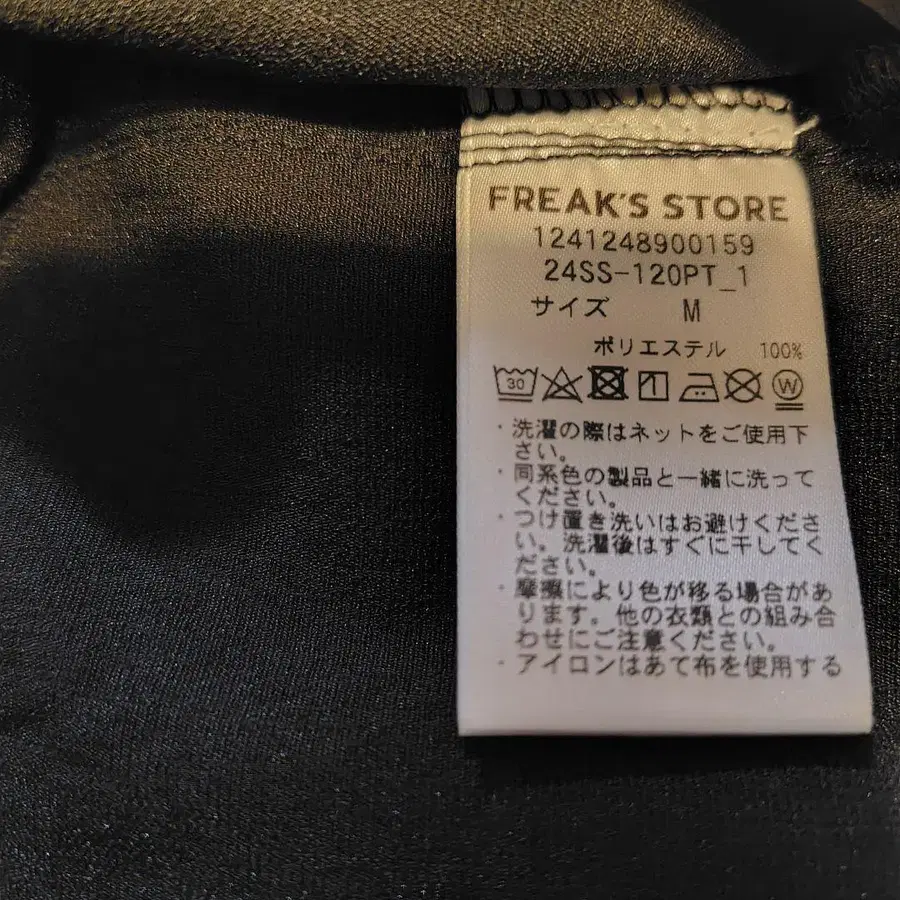 FREAK'S STORE
1241248900159
24SS-120PT_1
サイズ M
ポリエステル 100%
30 W
・洗濯の際はネットをご使用下
さい。
・同系色の製品と一緒に洗って
ください。
・つけ置き洗いはお避けくださ
い。洗濯後はすぐに干してく
ださい。
・摩擦により色が移る場合があ
ります。他の衣類との組み合
わせにご注意ください。
・アイロンはあて布を使用する